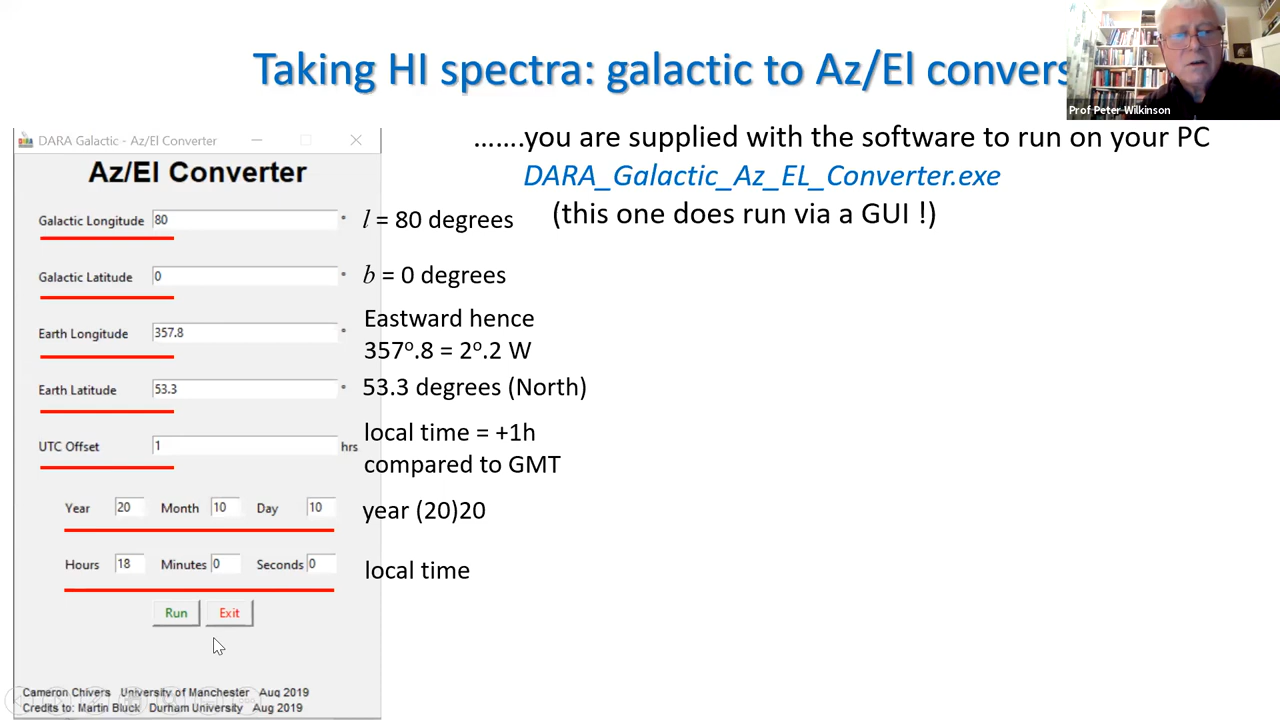 Taking HI spectra: galactic to Az/El convers
Prof Peter Wilkinson
DARA Galactic - Az/El Converter
Az/El Converter
Galactic Longitude 80 °
Galactic Latitude 0 °
Earth Longitude 357.8 °
Earth Latitude 53.3 °
UTC Offset 1 hrs
Year 20 Month 10 Day 10
Hours 18 Minutes 0 Seconds 0
Run Exit
Cameron Chivers University of Manchester Aug 2019
Credits to: Martin Bluck Durham University Aug 2019
.......you are supplied with the software to run on your PC
DARA_Galactic_Az_EL_Converter.exe
(this one does run via a GUI !)
l = 80 degrees
b = 0 degrees
Eastward hence
357º.8 = 2º.2 W
53.3 degrees (North)
local time = +1h
compared to GMT
year (20)20
local time